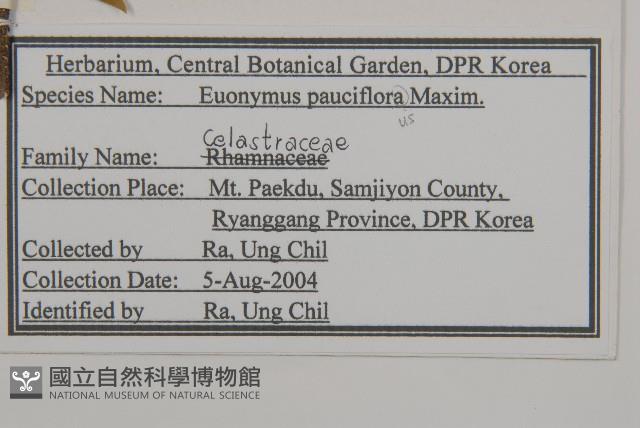 Herbarium, Central Botanical Garden, DPR Korea
Species Name: Euonymus pauciflora Maxim.
us
Celastraceae
Family Name: Rhamnaceae
Collection Place: Mt. Paekdu, Samjiyon County,
Ryanggang Province, DPR Korea
Collected by Ra, Ung Chil
Collection Date: 5-Aug-2004
Identified by Ra, Ung Chil
國立自然科學博物館
NATIONAL MUSEUM OF NATURAL SCIENCE